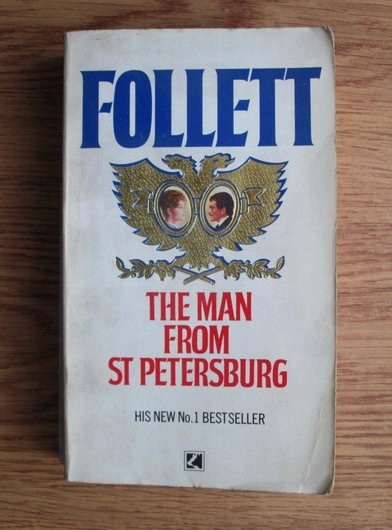 FOLLETT
THE MAN
FROM
ST PETERSBURG
HIS NEW No.1 BESTSELLER